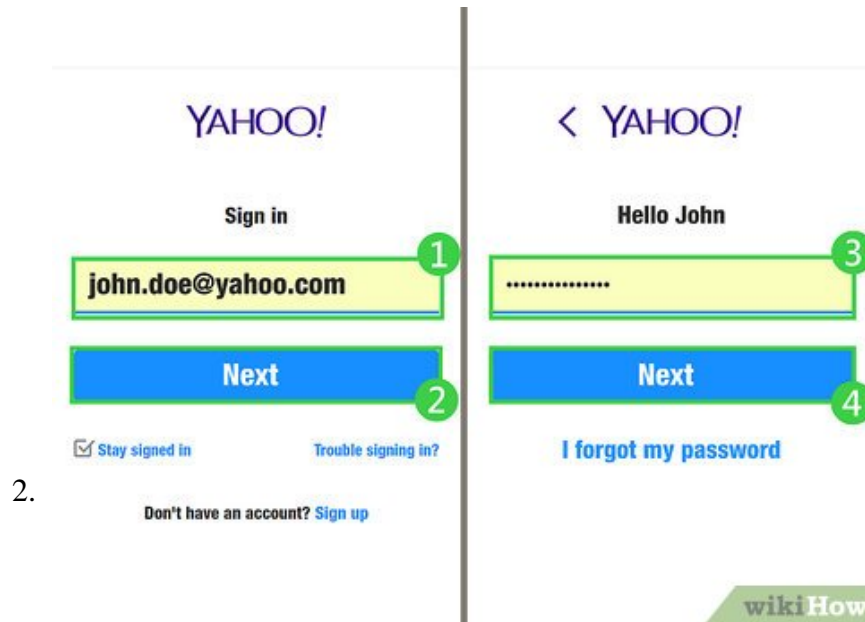 YAHOO!
Sign in
1
john.doe@yahoo.com
Next
2
Stay signed in Trouble signing in?
Don't have an account? Sign up
< YAHOO!
Hello John
3
•••••••••••••••
Next
4
I forgot my password
2.
wikiHow